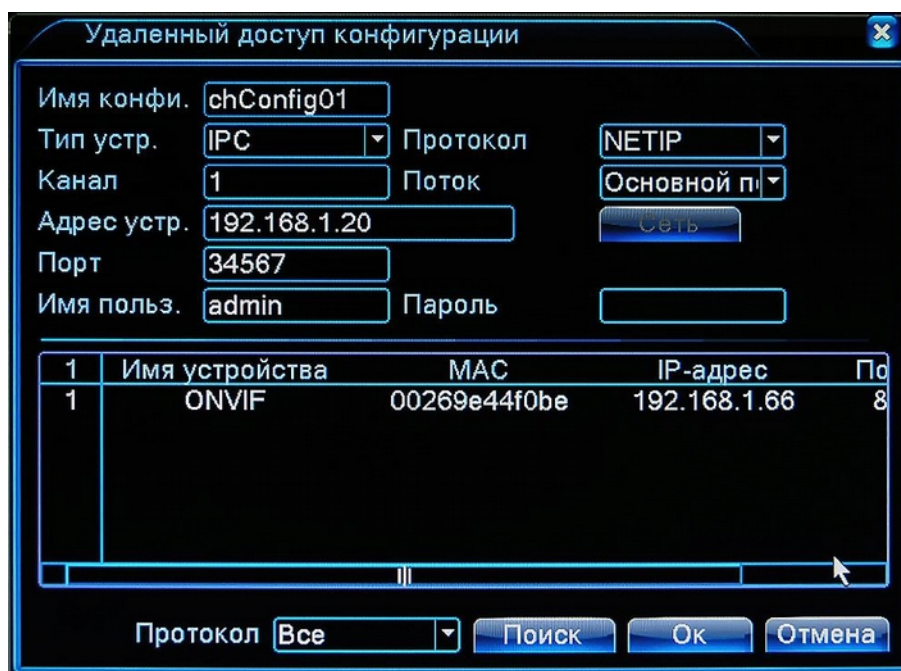 Удаленный доступ конфигурации
Имя конфи. chConfig01
Тип устр. IPC Протокол NETIP
Канал 1 Поток Основной п
Адрес устр. 192.168.1.20 Сеть
Порт 34567
Имя польз. admin Пароль
1 Имя устройства MAC IP-адрес По
1 ONVIF 00269e44f0be 192.168.1.66 8
Протокол Все Поиск Ок Отмена